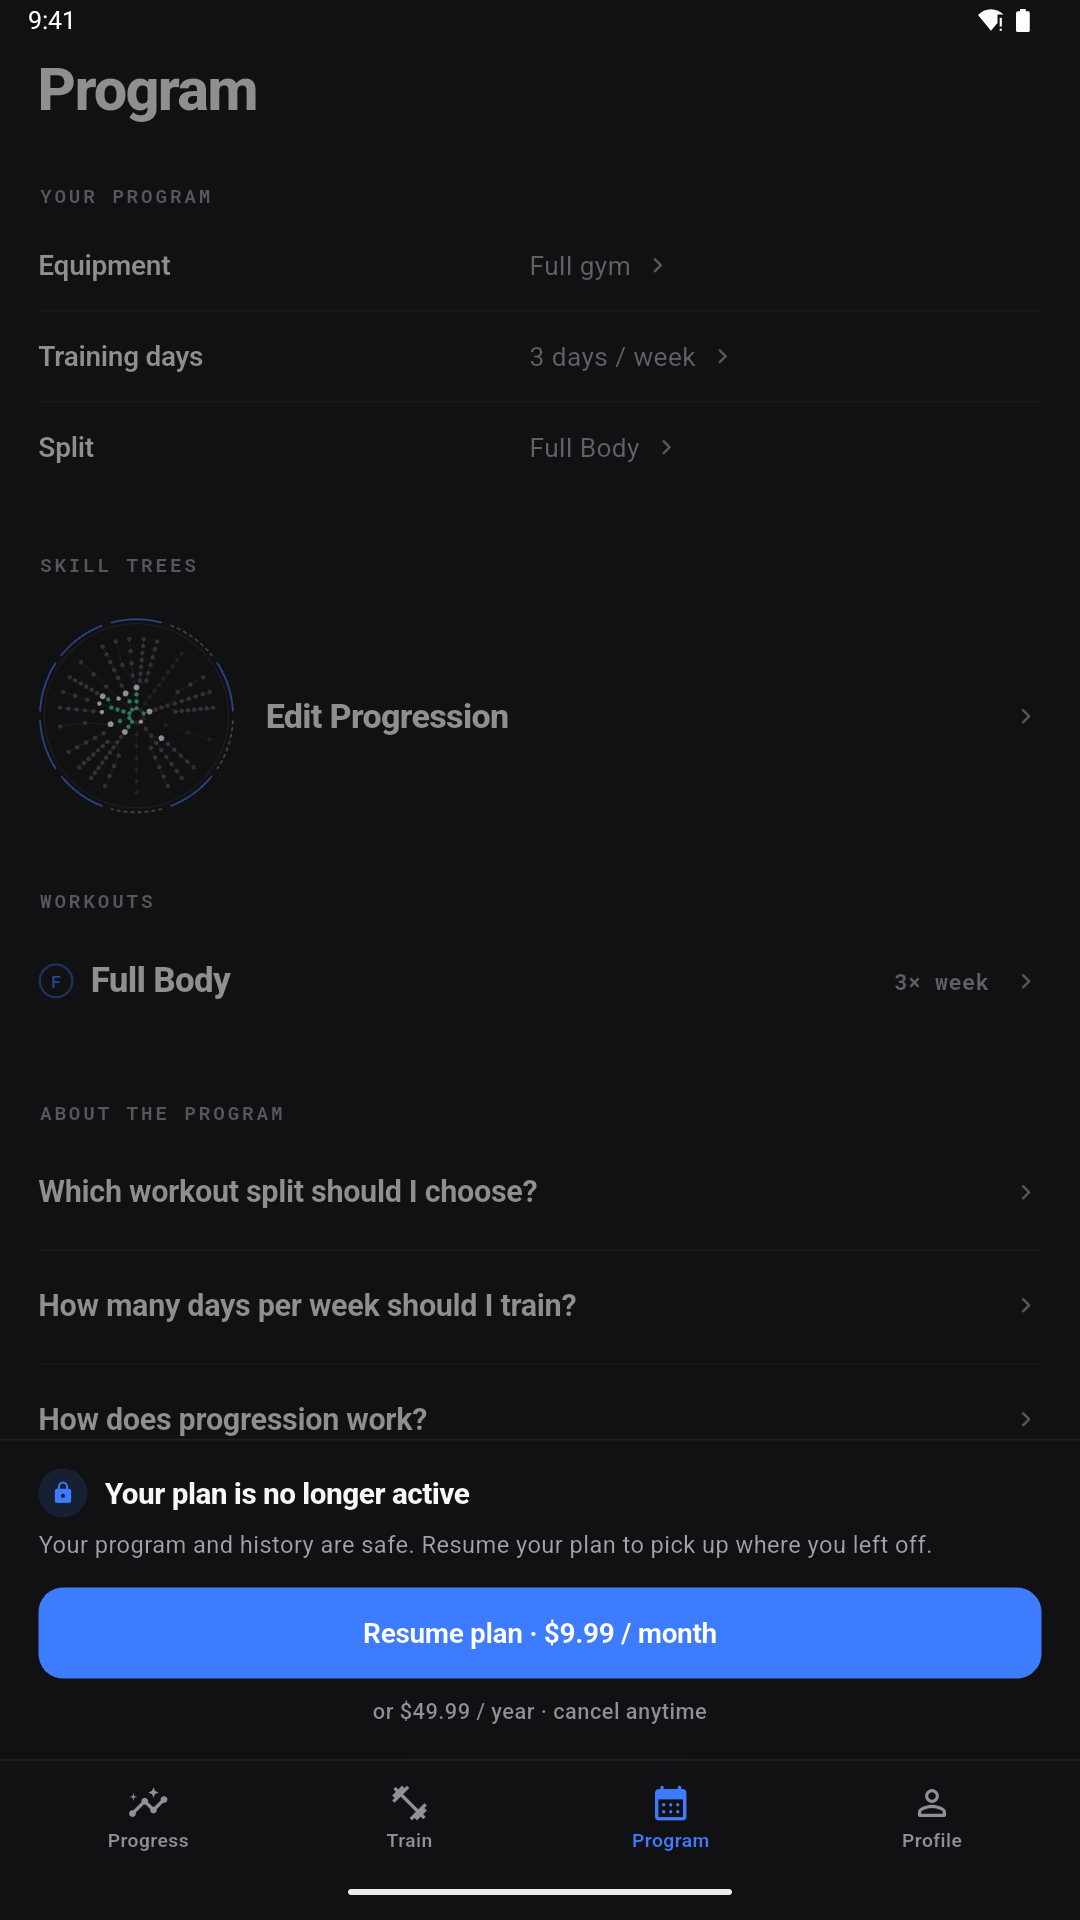 9:41
Program
YOUR PROGRAM
Equipment Full gym
Training days 3 days / week
Split Full Body
SKILL TREES
Edit Progression
WORKOUTS
F Full Body 3× week
ABOUT THE PROGRAM
Which workout split should I choose?
How many days per week should I train?
How does progression work?
Your plan is no longer active
Your program and history are safe. Resume your plan to pick up where you left off.
Resume plan · $9.99 / month
or $49.99 / year · cancel anytime
Progress Train Program Profile